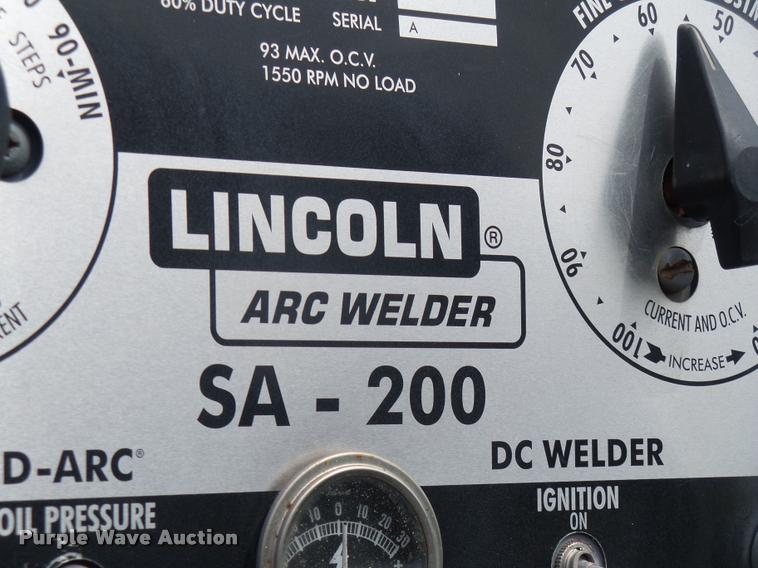 60% DUTY CYCLE SERIAL A
93 MAX. O.C.V.
1550 RPM NO LOAD
STEPS
90-MIN
FINE
50
60
70
80
90
100
CURRENT AND O.C.V.
INCREASE
LINCOLN ®
ARC WELDER
SA - 200
D-ARC®
DC WELDER
OIL PRESSURE
IGNITION
ON
10 0 10 20 30
+
Purple Wave Auction